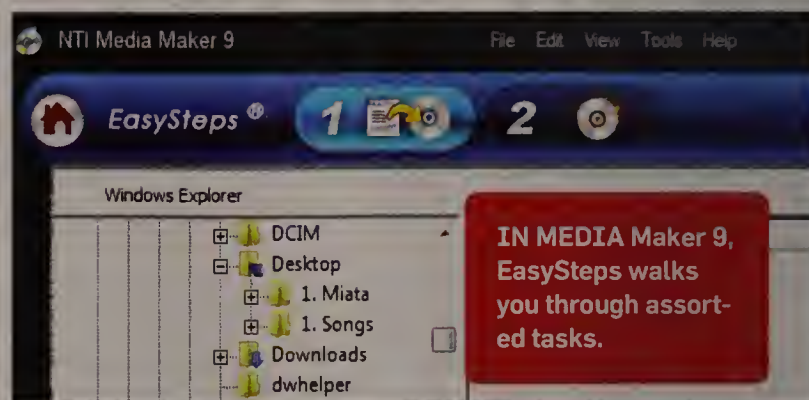 NTI Media Maker 9 File Edit View Tools Help
EasySteps ® 1 2
Windows Explorer
DCIM
Desktop
1. Miata
1. Songs
Downloads
dwhelper
IN MEDIA Maker 9,
EasySteps walks
you through assort-
ed tasks.